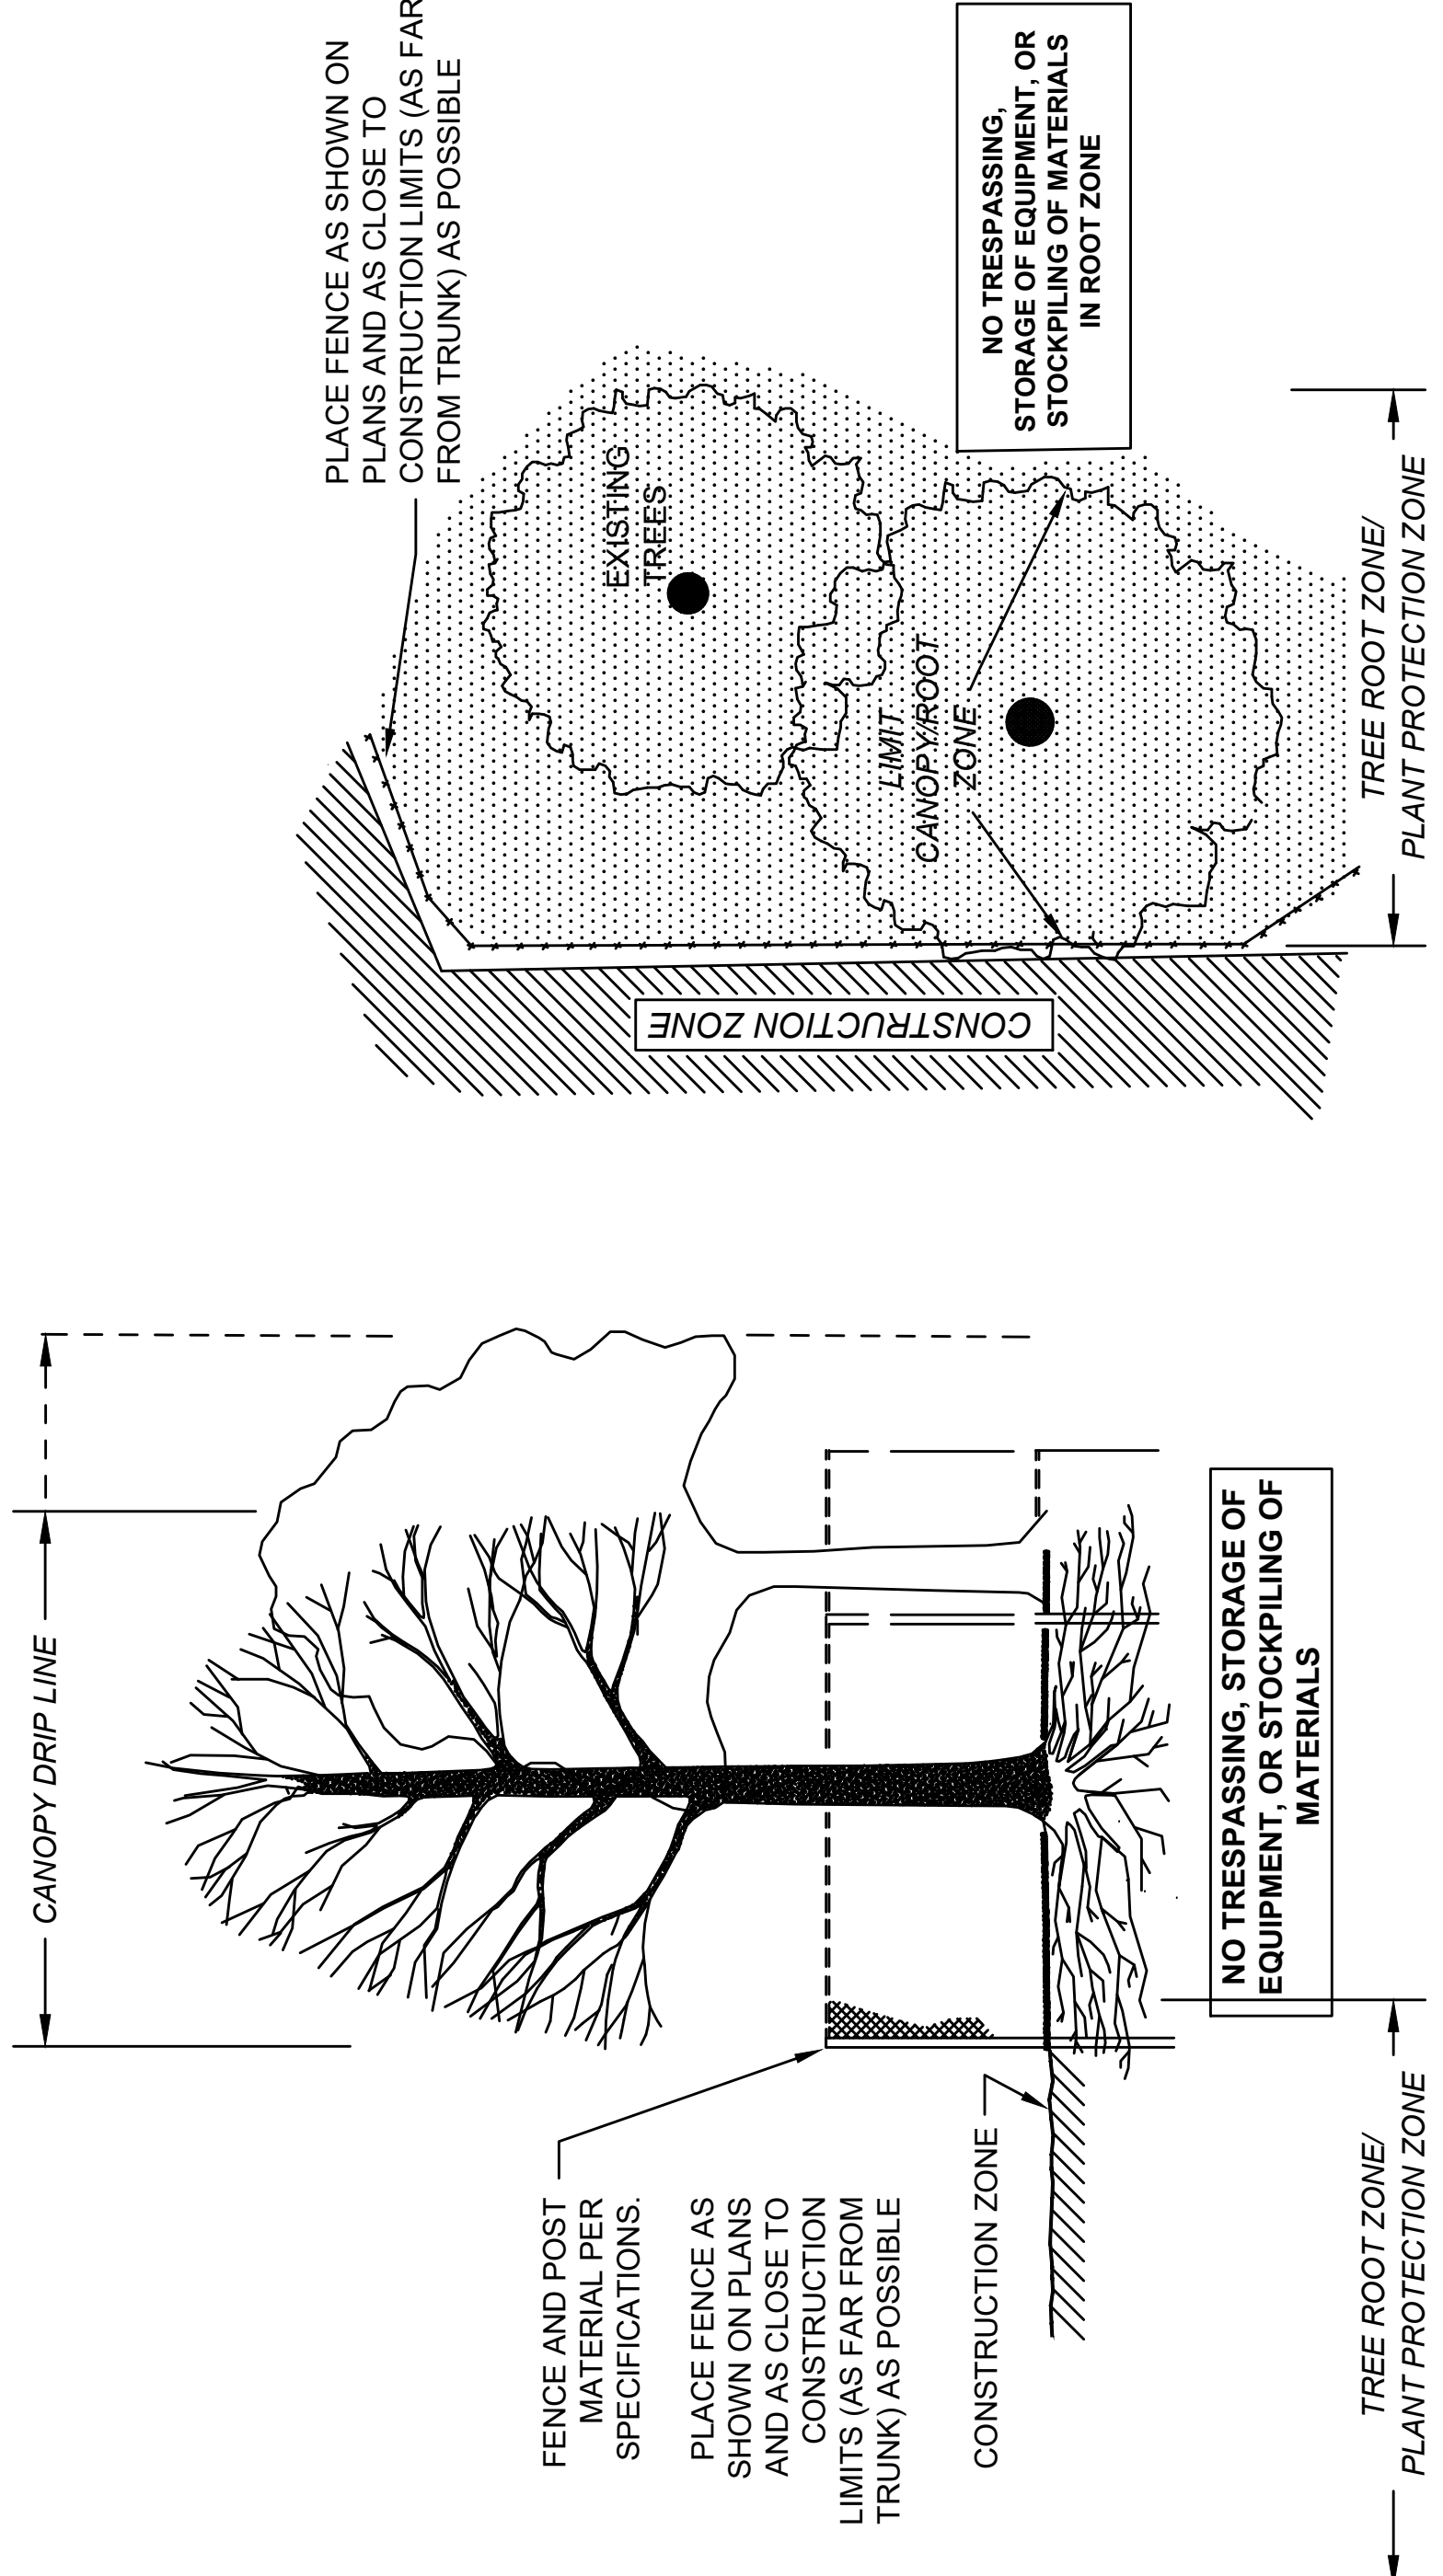 CANOPY DRIP LINE
FENCE AND POST
MATERIAL PER
SPECIFICATIONS.
PLACE FENCE AS
SHOWN ON PLANS
AND AS CLOSE TO
CONSTRUCTION
LIMITS (AS FAR FROM
TRUNK) AS POSSIBLE
CONSTRUCTION ZONE
NO TRESPASSING, STORAGE OF
EQUIPMENT, OR STOCKPILING OF
MATERIALS
TREE ROOT ZONE/
PLANT PROTECTION ZONE
PLACE FENCE AS SHOWN ON
PLANS AND AS CLOSE TO
CONSTRUCTION LIMITS (AS FAR
FROM TRUNK) AS POSSIBLE
EXISTING
TREES
LIMIT
CANOPY/ROOT
ZONE
CONSTRUCTION ZONE
NO TRESPASSING,
STORAGE OF EQUIPMENT, OR
STOCKPILING OF MATERIALS
IN ROOT ZONE
TREE ROOT ZONE/
PLANT PROTECTION ZONE